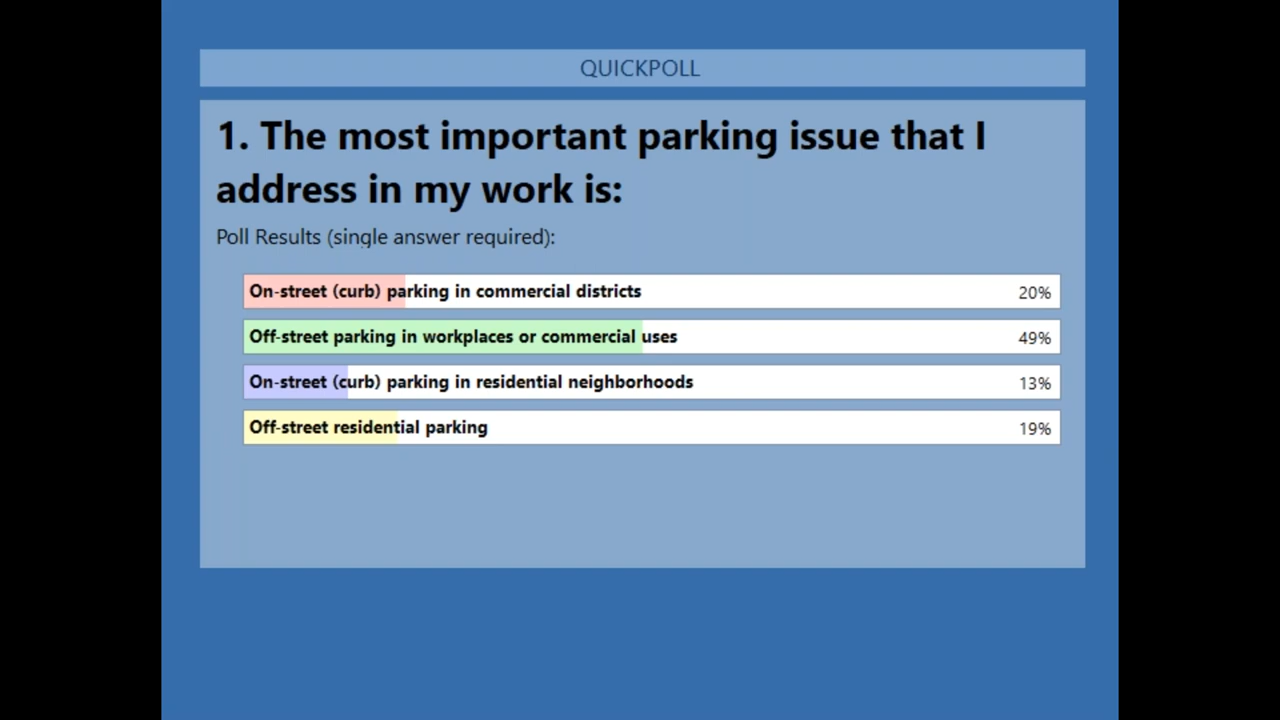 QUICKPOLL
1. The most important parking issue that I
address in my work is:
Poll Results (single answer required):
On-street (curb) parking in commercial districts 20%
Off-street parking in workplaces or commercial uses 49%
On-street (curb) parking in residential neighborhoods 13%
Off-street residential parking 19%